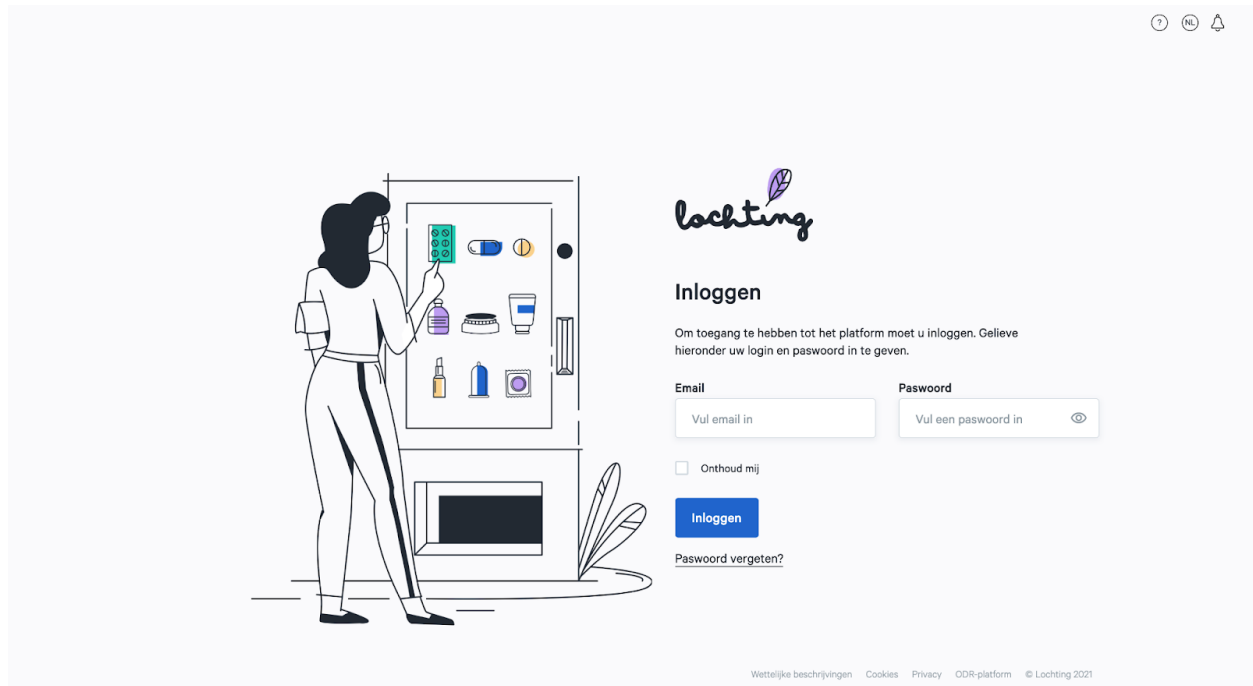 ?
NL
lochting
Inloggen
Om toegang te hebben tot het platform moet u inloggen. Gelieve
hieronder uw login en paswoord in te geven.
Email
Paswoord
Vul email in
Vul een paswoord in
Onthoud mij
Inloggen
Paswoord vergeten?
Wettelijke beschrijvingen Cookies Privacy ODR-platform © Lochting 2021